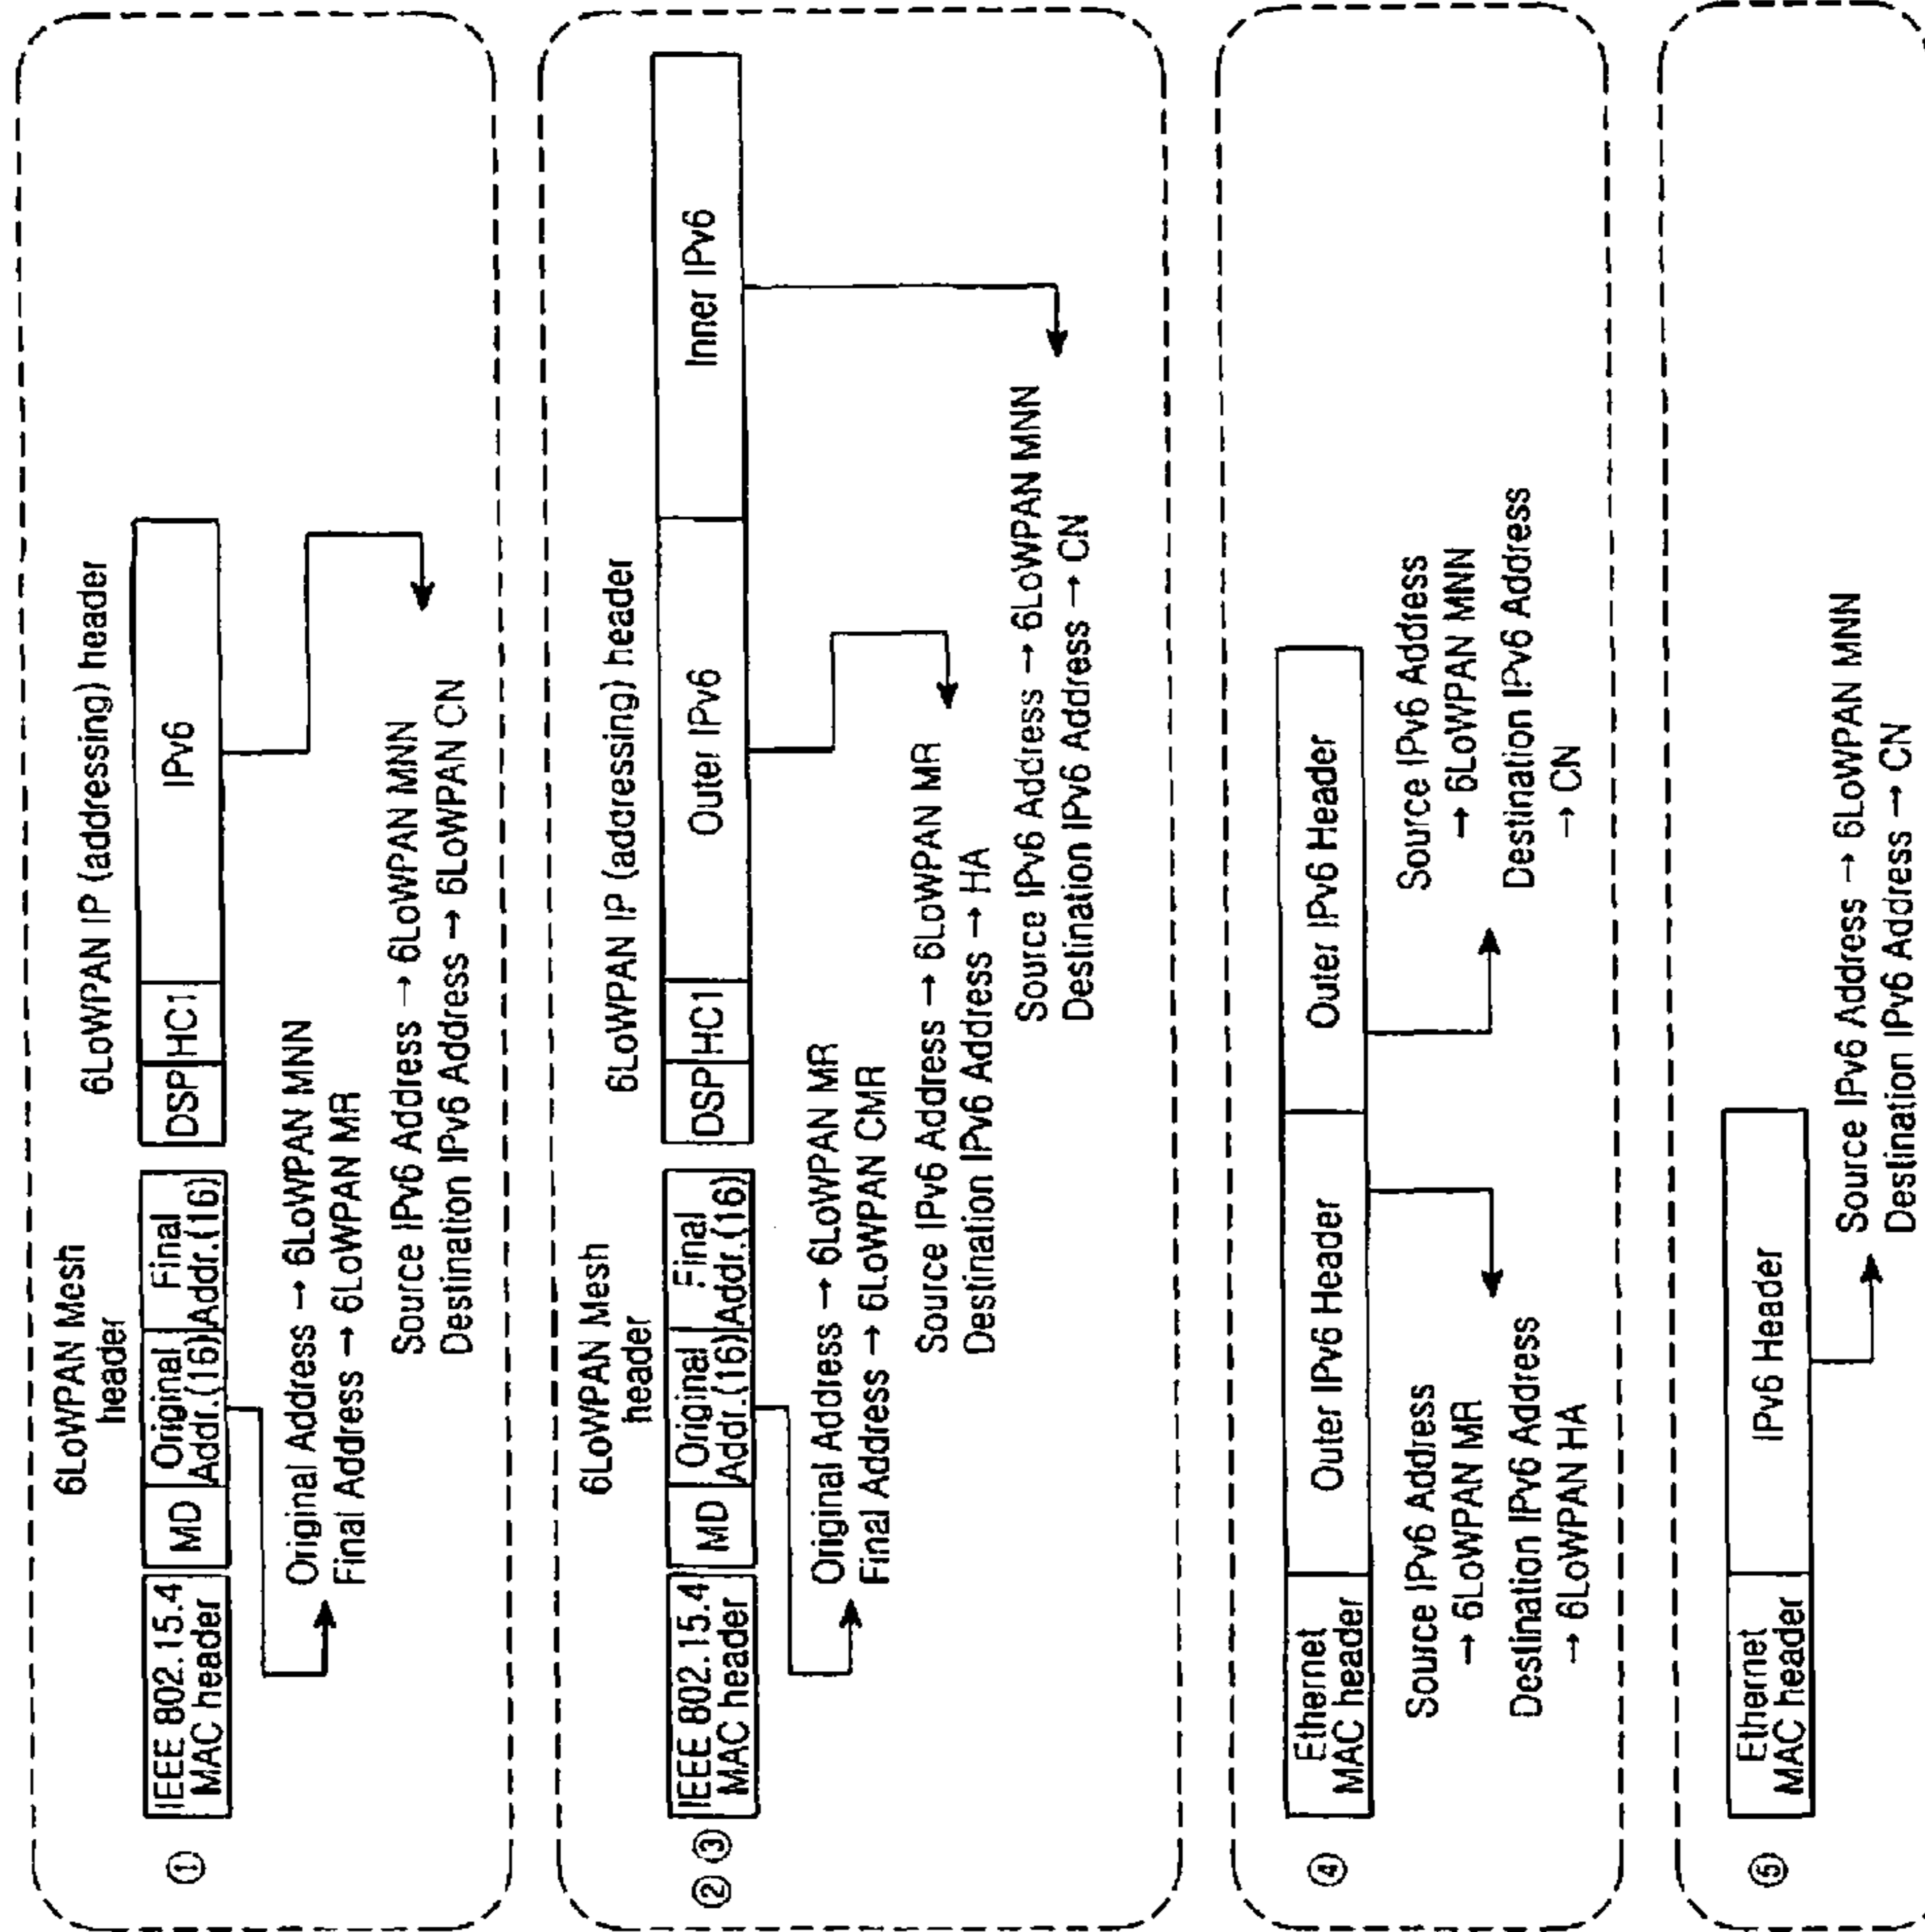 ①
6LoWPAN Mesh
header
6LoWPAN IP (addressing) header
IEEE 802.15.4
MAC header
MD
Original
Addr.(16)
Final
Addr.(16)
DSP
HC1
IPv6
Original Address → 6LoWPAN MNN
Final Address → 6LoWPAN MR
Source IPv6 Address → 6LoWPAN MNN
Destination IPv6 Address → 6LoWPAN CN
② ③
6LoWPAN Mesh
header
6LoWPAN IP (addressing) header
IEEE 802.15.4
MAC header
MD
Original
Addr.(16)
Final
Addr.(16)
DSP
HC1
Outer IPv6
Inner IPv6
Original Address → 6LoWPAN MR
Final Address → 6LoWPAN CMR
Source IPv6 Address → 6LoWPAN MR
Destination IPv6 Address → HA
Source IPv6 Address → 6LoWPAN MNN
Destination IPv6 Address → CN
④
Ethernet
MAC header
Outer IPv6 Header
Outer IPv6 Header
Source IPv6 Address
→ 6LoWPAN MR
Destination IPv6 Address
→ 6LoWPAN HA
Source IPv6 Address
→ 6LoWPAN MNN
Destination IPv6 Address
→ CN
⑤
Ethernet
MAC header
IPv6 Header
Source IPv6 Address → 6LoWPAN MNN
Destination IPv6 Address → CN